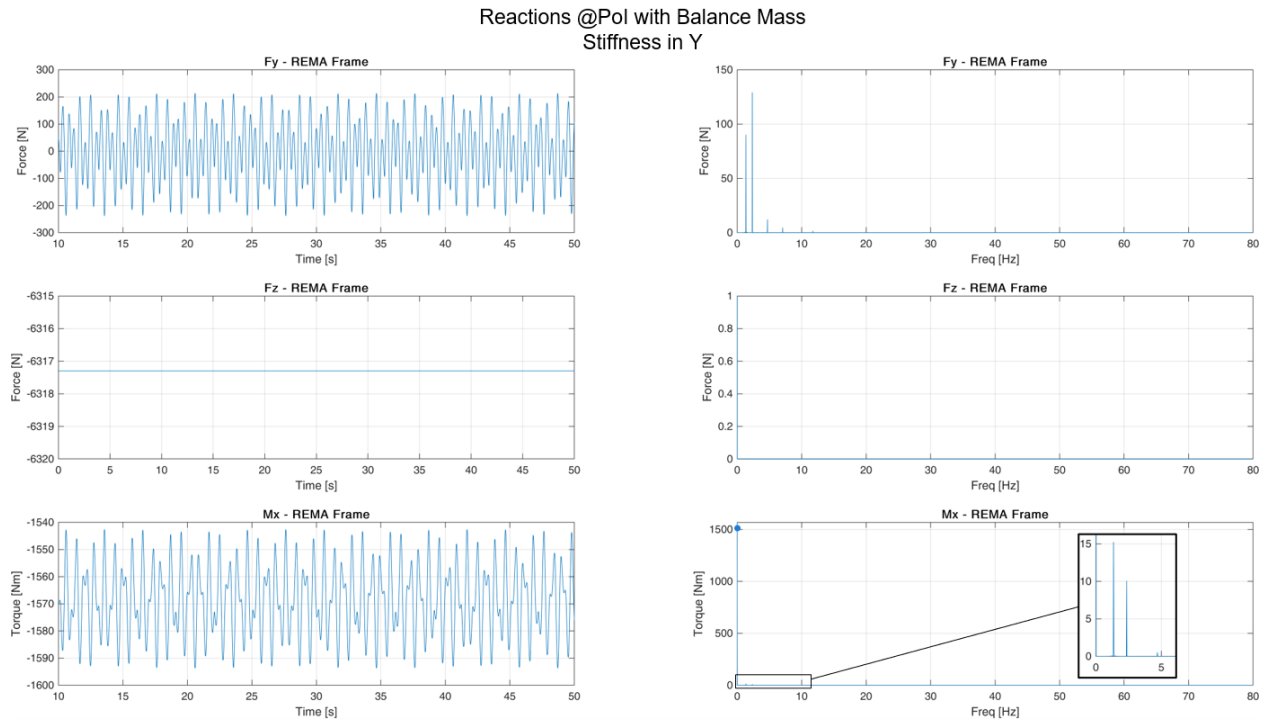 Reactions @PoI with Balance Mass
Stiffness in Y
Fy - REMA Frame
300
200
100
0
-100
-200
-300
Force [N]
10 15 20 25 30 35 40 45 50
Time [s]
Fy - REMA Frame
150
100
50
0
Force [N]
0 10 20 30 40 50 60 70 80
Freq [Hz]
Fz - REMA Frame
-6315
-6316
-6317
-6318
-6319
-6320
Force [N]
0 5 10 15 20 25 30 35 40 45 50
Time [s]
Fz - REMA Frame
1
0.8
0.6
0.4
0.2
0
Force [N]
0 10 20 30 40 50 60 70 80
Freq [Hz]
Mx - REMA Frame
-1540
-1550
-1560
-1570
-1580
-1590
-1600
Torque [Nm]
10 15 20 25 30 35 40 45 50
Time [s]
Mx - REMA Frame
1500
1000
500
0
Torque [Nm]
15
10
5
0
0 5
0 10 20 30 40 50 60 70 80
Freq [Hz]